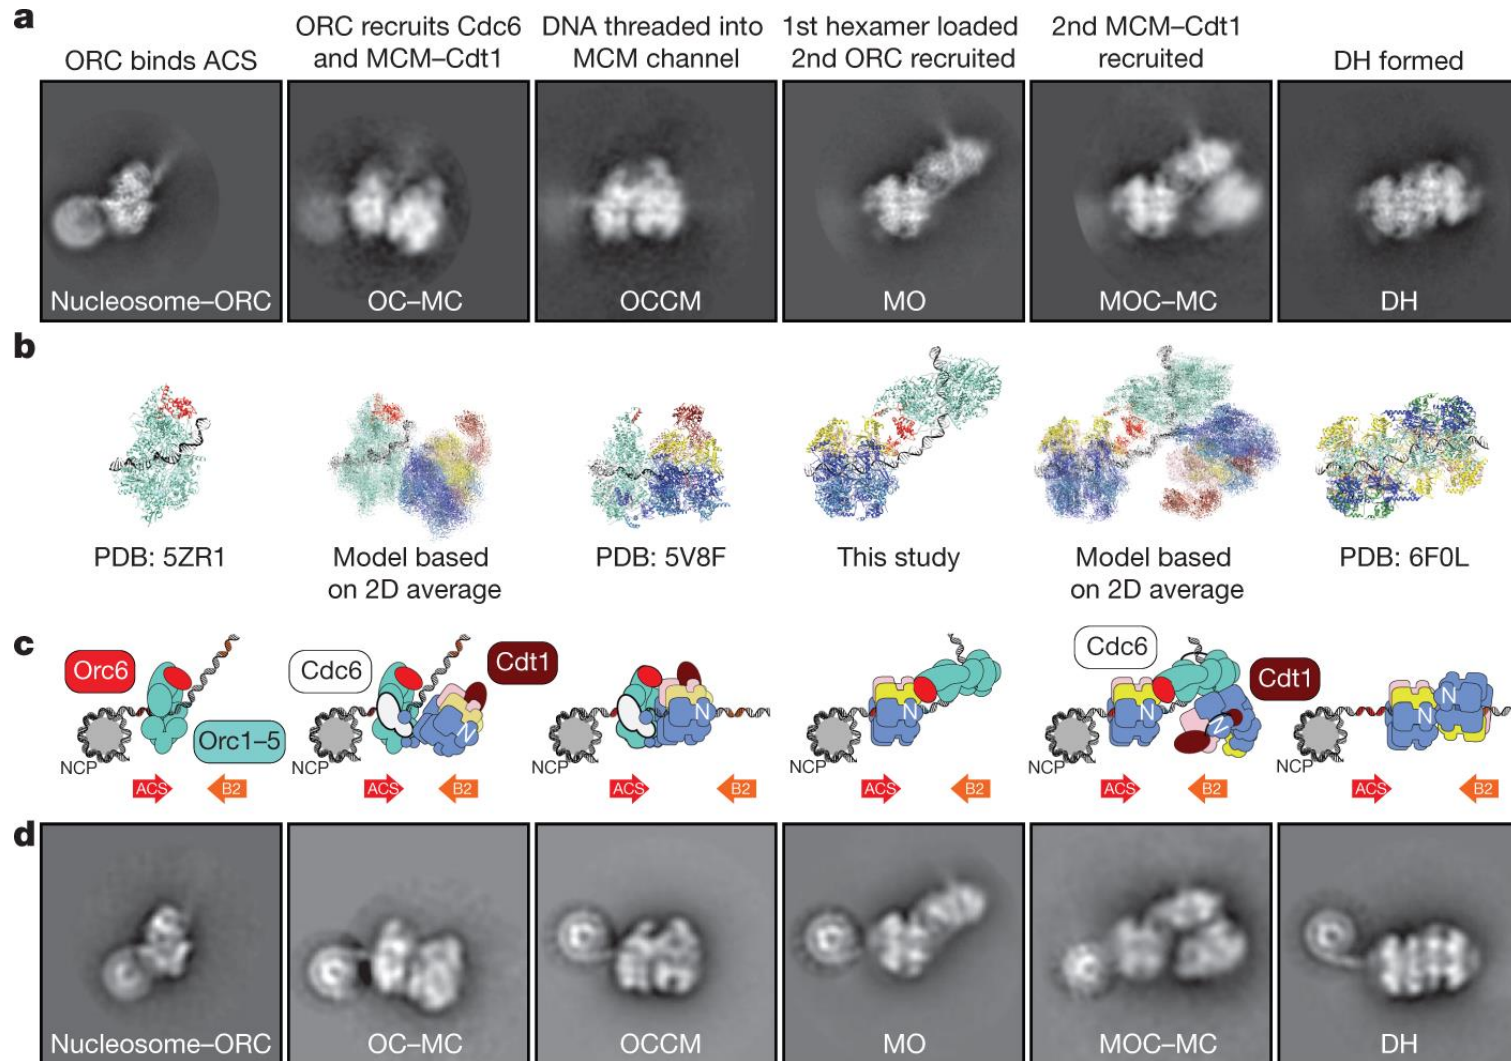 a
ORC binds ACS
ORC recruits Cdc6
and MCM–Cdt1
DNA threaded into
MCM channel
1st hexamer loaded
2nd ORC recruited
2nd MCM–Cdt1
recruited
DH formed
Nucleosome–ORC
OC–MC
OCCM
MO
MOC–MC
DH
b
PDB: 5ZR1
Model based
on 2D average
PDB: 5V8F
This study
Model based
on 2D average
PDB: 6F0L
c
Orc6
Orc1–5
NCP
ACS
B2
Cdc6
Cdt1
N
NCP
ACS
B2
N
NCP
ACS
B2
N
NCP
ACS
B2
Cdc6
Cdt1
N
N
NCP
ACS
B2
N
N
NCP
ACS
B2
d
Nucleosome–ORC
OC–MC
OCCM
MO
MOC–MC
DH